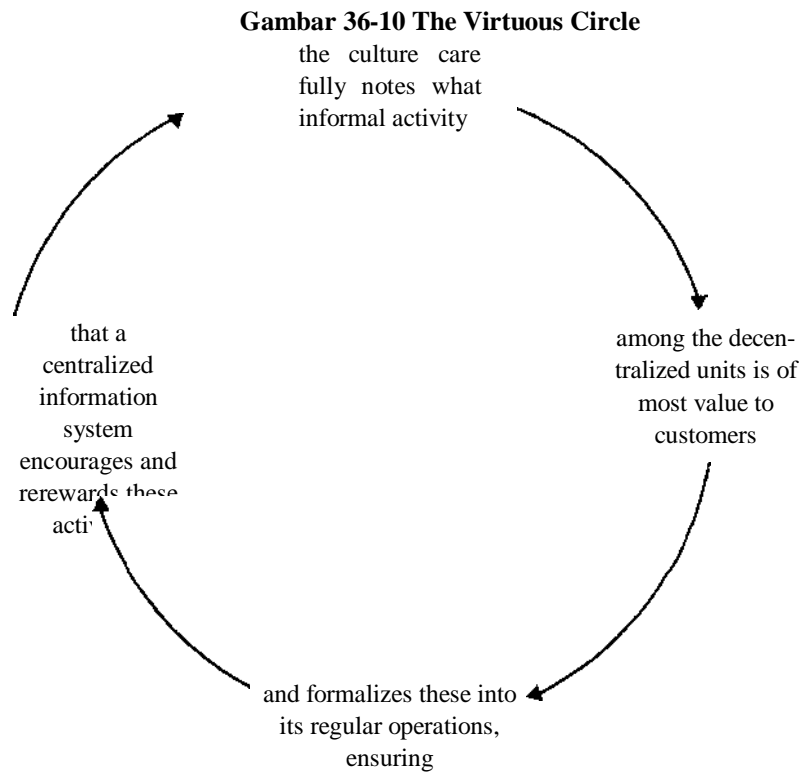 Gambar 36-10 The Virtuous Circle
the culture care
fully notes what
informal activity
among the decen-
tralized units is of
most value to
customers
and formalizes these into
its regular operations,
ensuring
that a
centralized
information
system
encourages and
rerewards these